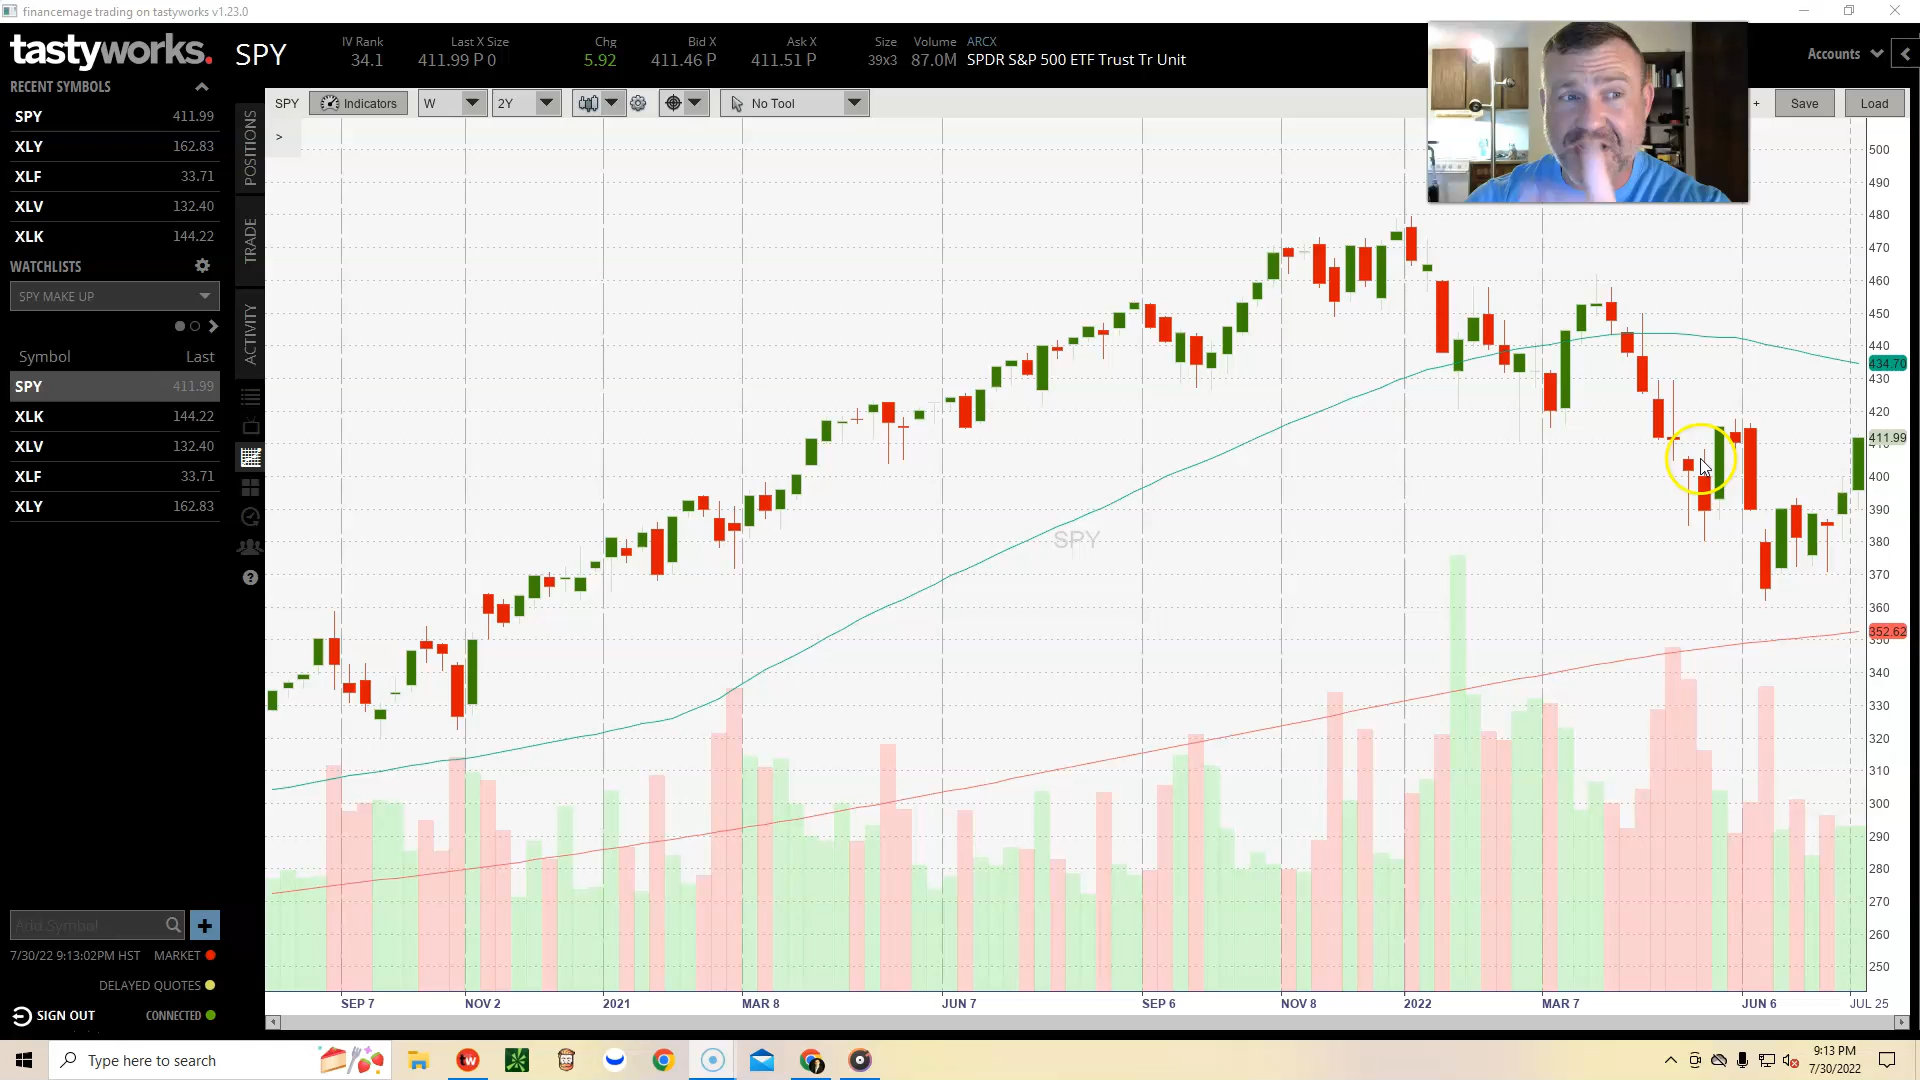 financemage trading on tastyworks v1.23.0
tastyworks.
SPY
IV Rank
34.1
Last X Size
411.99 P 0
Chg
5.92
Bid X
411.46 P
Ask X
411.51 P
Size
39x3
Volume
87.0M
ARCX
SPDR S&P 500 ETF Trust Tr Unit
Accounts
RECENT SYMBOLS
SPY 411.99
XLY 162.83
XLF 33.71
XLV 132.40
XLK 144.22
WATCHLISTS
SPY MAKE UP
Symbol Last
SPY 411.99
XLK 144.22
XLV 132.40
XLF 33.71
XLY 162.83
Add Symbol
7/30/22 9:13:02PM HST MARKET
DELAYED QUOTES
SIGN OUT CONNECTED
POSITIONS
TRADE
ACTIVITY
SPY Indicators W 2Y No Tool + Save Load
>
SPY
500
490
480
470
460
450
440
434.70
430
420
411.99
400
390
380
370
360
352.62
340
330
320
310
300
290
280
270
260
250
SEP 7 NOV 2 2021 MAR 8 JUN 7 SEP 6 NOV 8 2022 MAR 7 JUN 6 JUL 25
Type here to search
9:13 PM
7/30/2022